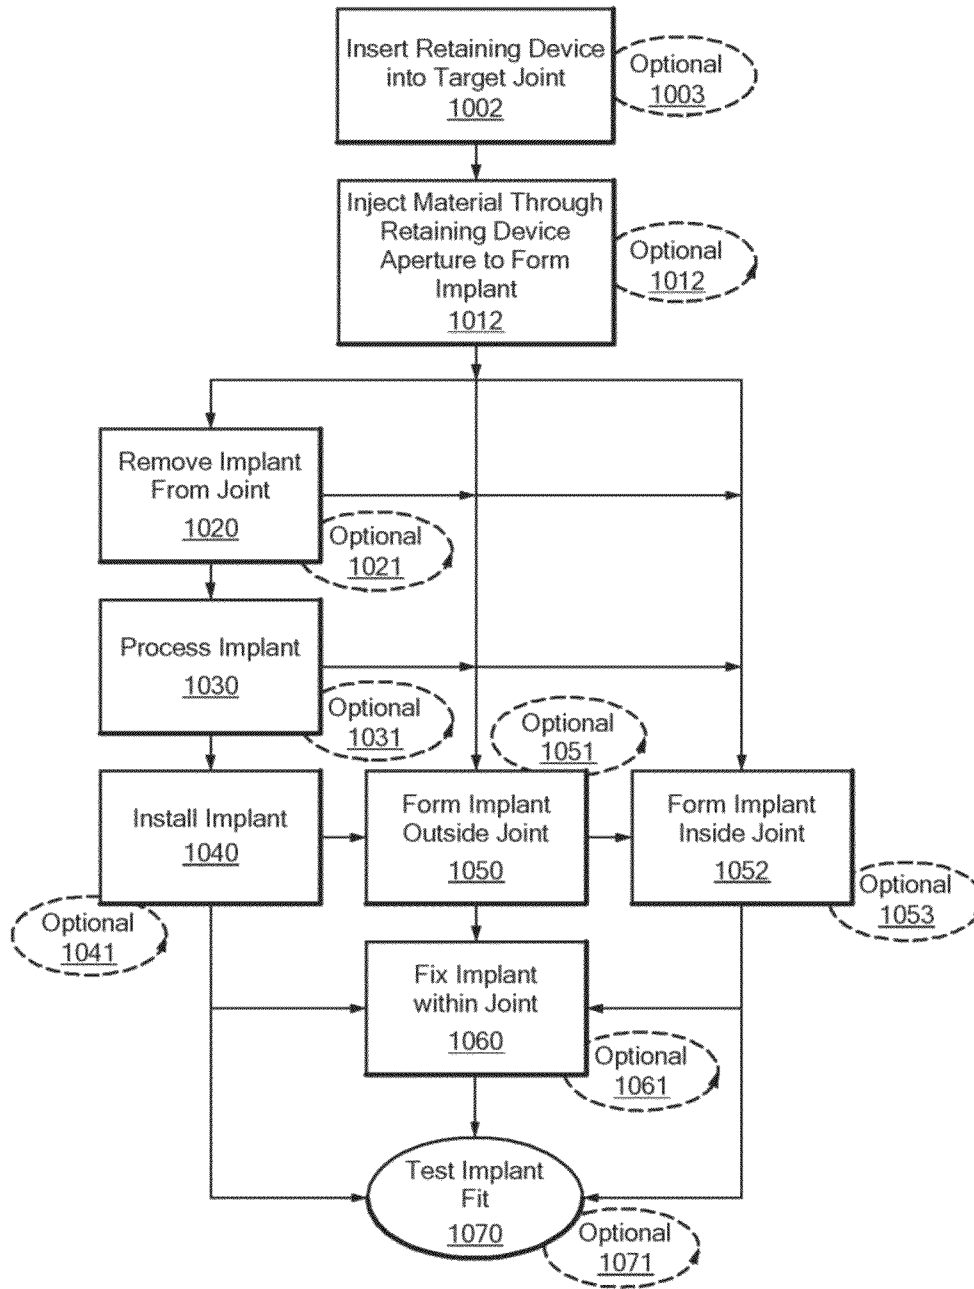 Insert Retaining Device
into Target Joint
1002
Optional
1003
Inject Material Through
Retaining Device
Aperture to Form
Implant
1012
Optional
1012
Remove Implant
From Joint
1020
Optional
1021
Process Implant
1030
Optional
1031
Optional
1051
Install Implant
1040
Optional
1041
Form Implant
Outside Joint
1050
Form Implant
Inside Joint
1052
Optional
1053
Fix Implant
within Joint
1060
Optional
1061
Test Implant
Fit
1070
Optional
1071